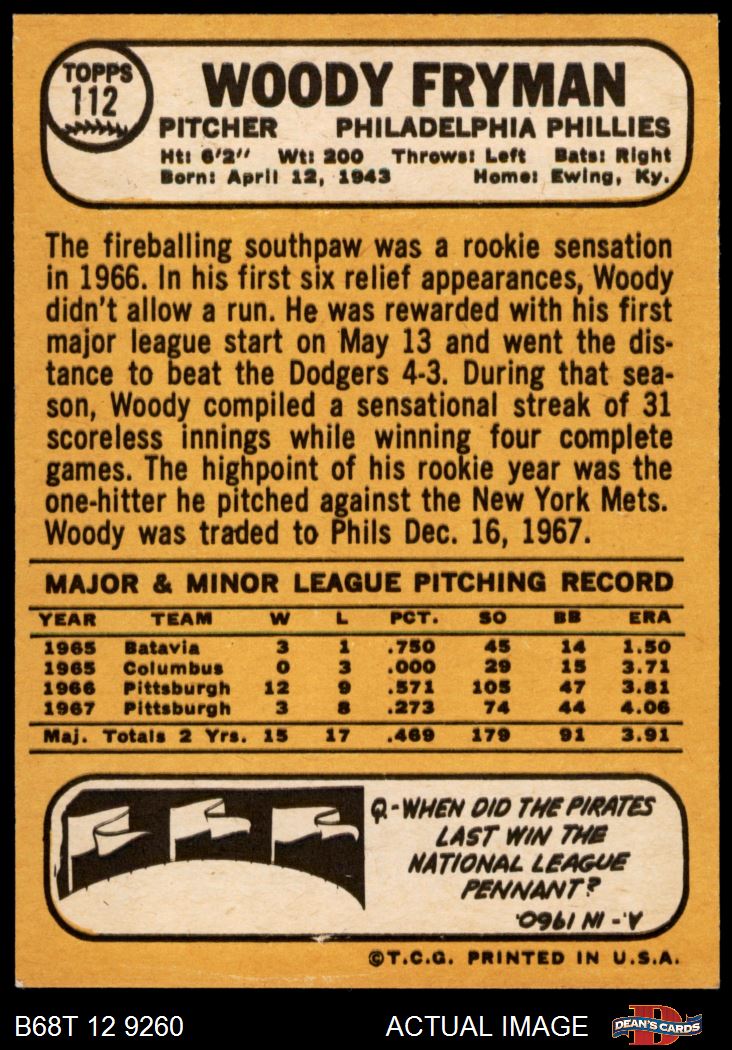 TOPPS
112
WOODY FRYMAN
PITCHER PHILADELPHIA PHILLIES
Ht: 6'2" Wt: 200 Throws: Left Bats: Right
Born: April 12, 1943 Home: Ewing, Ky.
The fireballing southpaw was a rookie sensation
in 1966. In his first six relief appearances, Woody
didn't allow a run. He was rewarded with his first
major league start on May 13 and went the dis-
tance to beat the Dodgers 4-3. During that sea-
son, Woody compiled a sensational streak of 31
scoreless innings while winning four complete
games. The highpoint of his rookie year was the
one-hitter he pitched against the New York Mets.
Woody was traded to Phils Dec. 16, 1967.
MAJOR & MINOR LEAGUE PITCHING RECORD
YEAR TEAM W L PCT. SO BB ERA
1965 Batavia 3 1 .750 45 14 1.50
1965 Columbus 0 3 .000 29 15 3.71
1966 Pittsburgh 12 9 .571 105 47 3.81
1967 Pittsburgh 3 8 .273 74 44 4.06
Maj. Totals 2 Yrs. 15 17 .469 179 91 3.91
Q-WHEN DID THE PIRATES
LAST WIN THE
NATIONAL LEAGUE
PENNANT?
A-IN 1960.
©T.C.G. PRINTED IN U.S.A.
B68T 12 9260 ACTUAL IMAGE DEAN'S CARDS